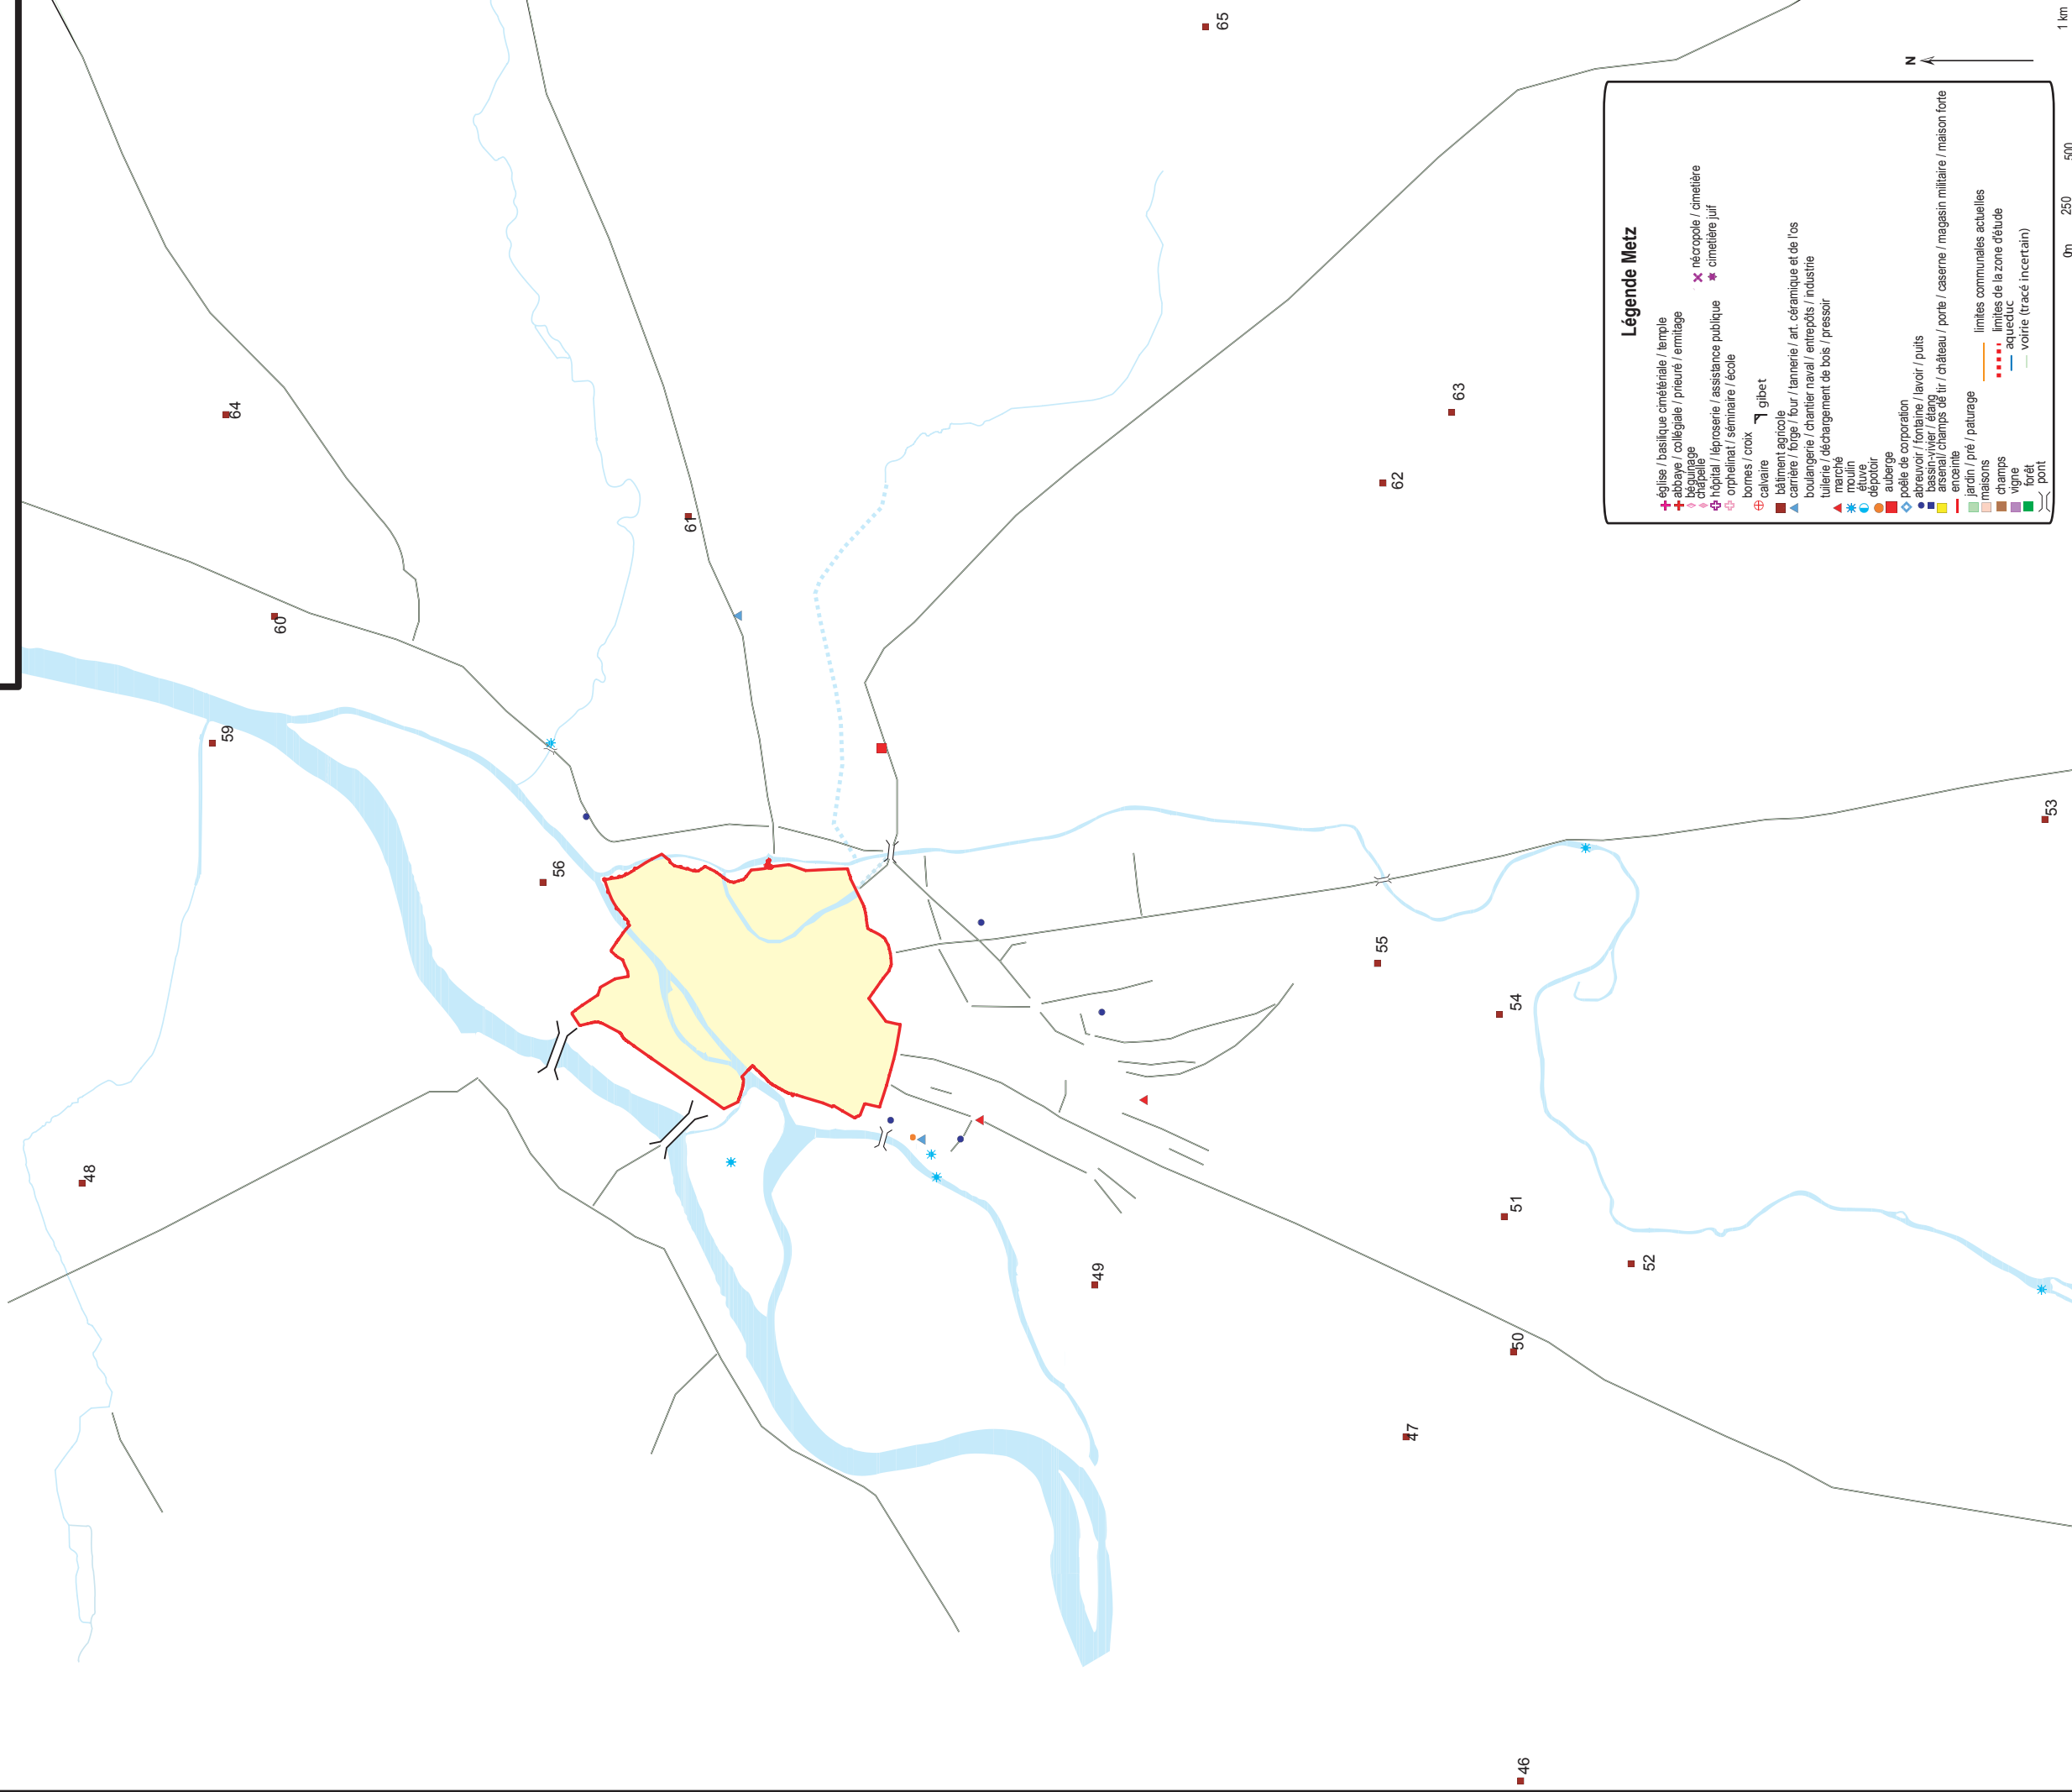 65
64
63
62
61
60
59
56
55
54
53
52
51
50
49
48
47
46
Légende Metz
église / basilique cimétériale / temple
abbaye / collégiale / prieuré / ermitage
béguinage
chapelle
nécropole / cimetière
cimetière juif
hôpital / léproserie / assistance publique
orphelinat / séminaire / école
bornes / croix
calvaire
gibet
bâtiment agricole
carrière / forge / four / tannerie / art. céramique et de l'os
boulangerie / chantier naval / entrepôts / industrie
tuilerie / déchargement de bois / pressoir
marché
moulin
étuve
dépotoir
auberge
poêle de corporation
abreuvoir / fontaine / lavoir / puits
bassin-vivier / étang
arsenal/ champs de tir / château / porte / caserne / magasin militaire / maison forte
enceinte
jardin / pré / paturage
maisons
champs
vigne
forêt
pont
limites communales actuelles
limites de la zone d'étude
aqueduc
voirie (tracé incertain)
N
0m 250 500 1 km